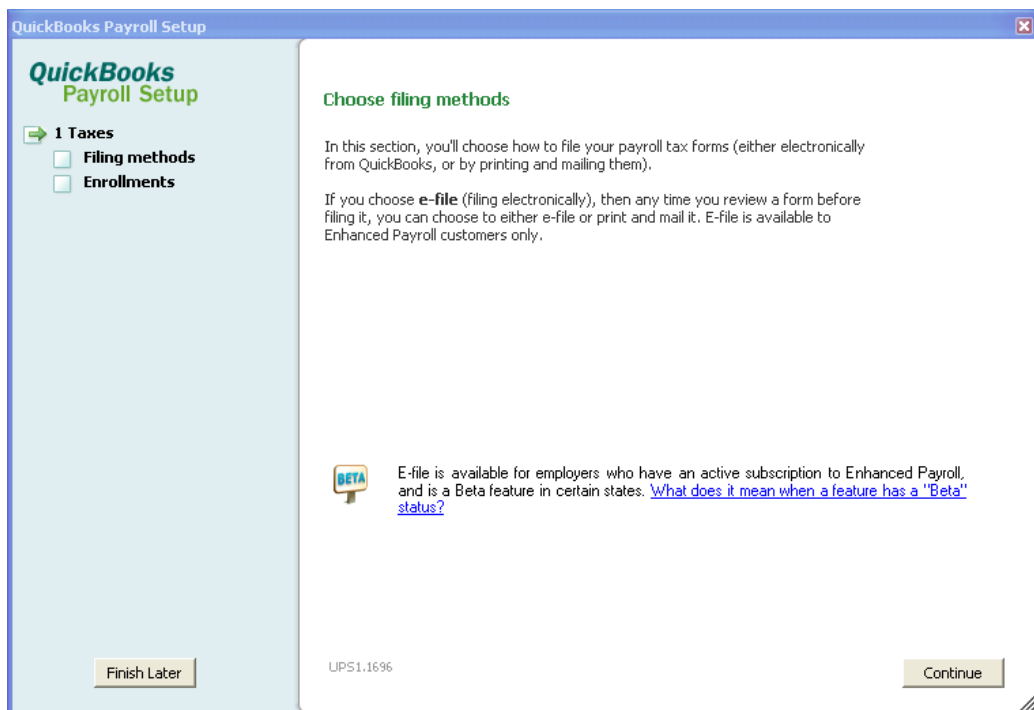 QuickBooks Payroll Setup
QuickBooks
Payroll Setup
1 Taxes
Filing methods
Enrollments
Finish Later
Choose filing methods
In this section, you'll choose how to file your payroll tax forms (either electronically
from QuickBooks, or by printing and mailing them).
If you choose e-file (filing electronically), then any time you review a form before
filing it, you can choose to either e-file or print and mail it. E-file is available to
Enhanced Payroll customers only.
BETA
E-file is available for employers who have an active subscription to Enhanced Payroll,
and is a Beta feature in certain states. What does it mean when a feature has a "Beta"
status?
UPS1.1696
Continue